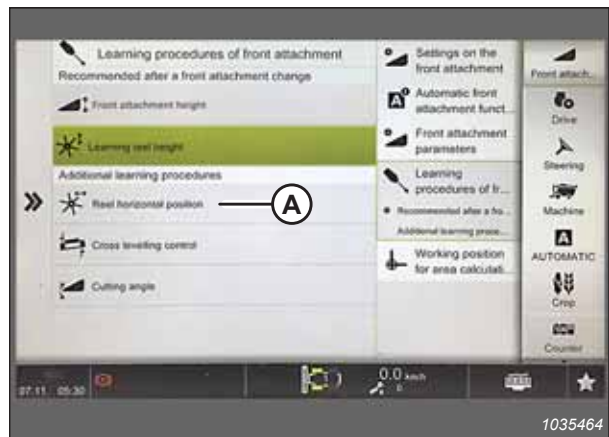 Learning procedures of front attachment
Recommended after a front attachment change
Front attachment height
Learning reel height
Additional learning procedures
Reel horizontal position
A
Cross levelling control
Cutting angle
Settings on the
front attachment
Automatic front
attachment funct...
Front attachment
parameters
Learning
procedures of fr...
Recommended after a fro...
Additional learning proce...
Working position
for area calculati...
Front attach...
Drive
Steering
Machine
AUTOMATIC
Crop
Counter
07.11 05:30
0.0 km/h
0
1035464